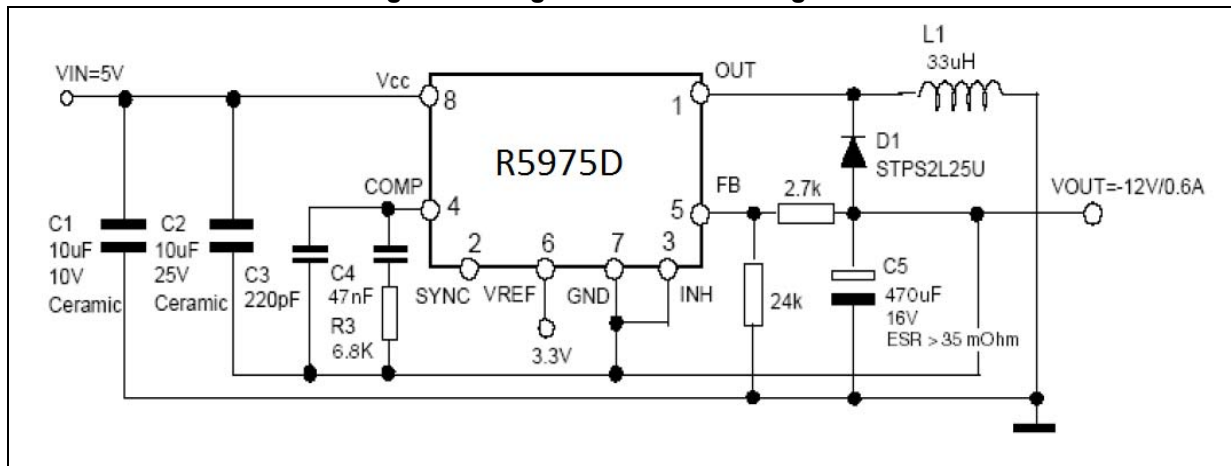 VIN=5V
Vcc
8
R5975D
OUT
1
L1
33uH
D1
STPS2L25U
COMP
4
FB
5
2.7k
VOUT=-12V/0.6A
C1
10uF
10V
Ceramic
C2
10uF
25V
Ceramic
C3
220pF
C4
47nF
R3
6.8K
2
SYNC
6
VREF
3.3V
7
GND
3
INH
24k
C5
470uF
16V
ESR > 35 mOhm